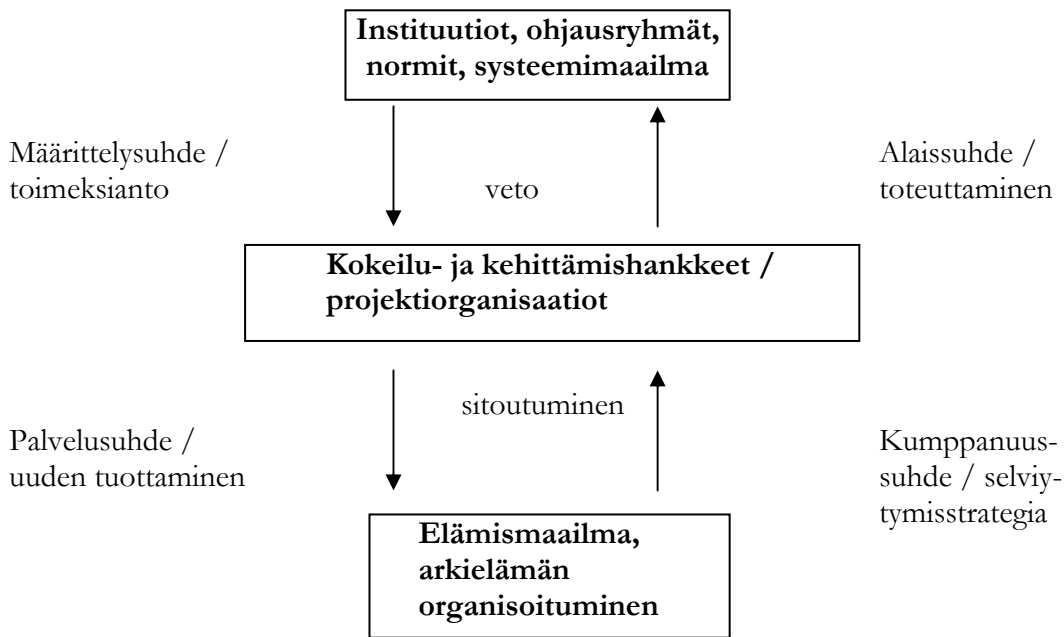 Instituutiot, ohjausryhmät,
normit, systeemimaailma
Määrittelysuhde /
toimeksianto
veto
Alaissuhde /
toteuttaminen
Kokeilu- ja kehittämishankkeet /
projektiorganisaatiot
Palvelusuhde /
uuden tuottaminen
sitoutuminen
Kumppanuus-
suhde / selviy-
tymisstrategia
Elämismaailma,
arkielämän
organisoituminen